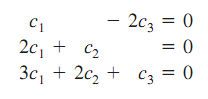 c₁ − 2c₃ = 0
2c₁ + c₂ = 0
3c₁ + 2c₂ + c₃ = 0